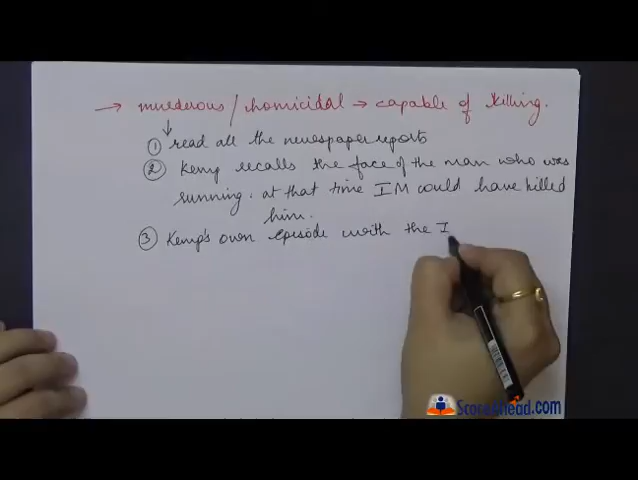 → murderous / homicidal → capable of killing.
① read all the newspaper reports
② Kemp recalls the face of the man who was
running. at that time IM could have killed
him.
③ Kemp's own episode with the I
ScoreAhead.com